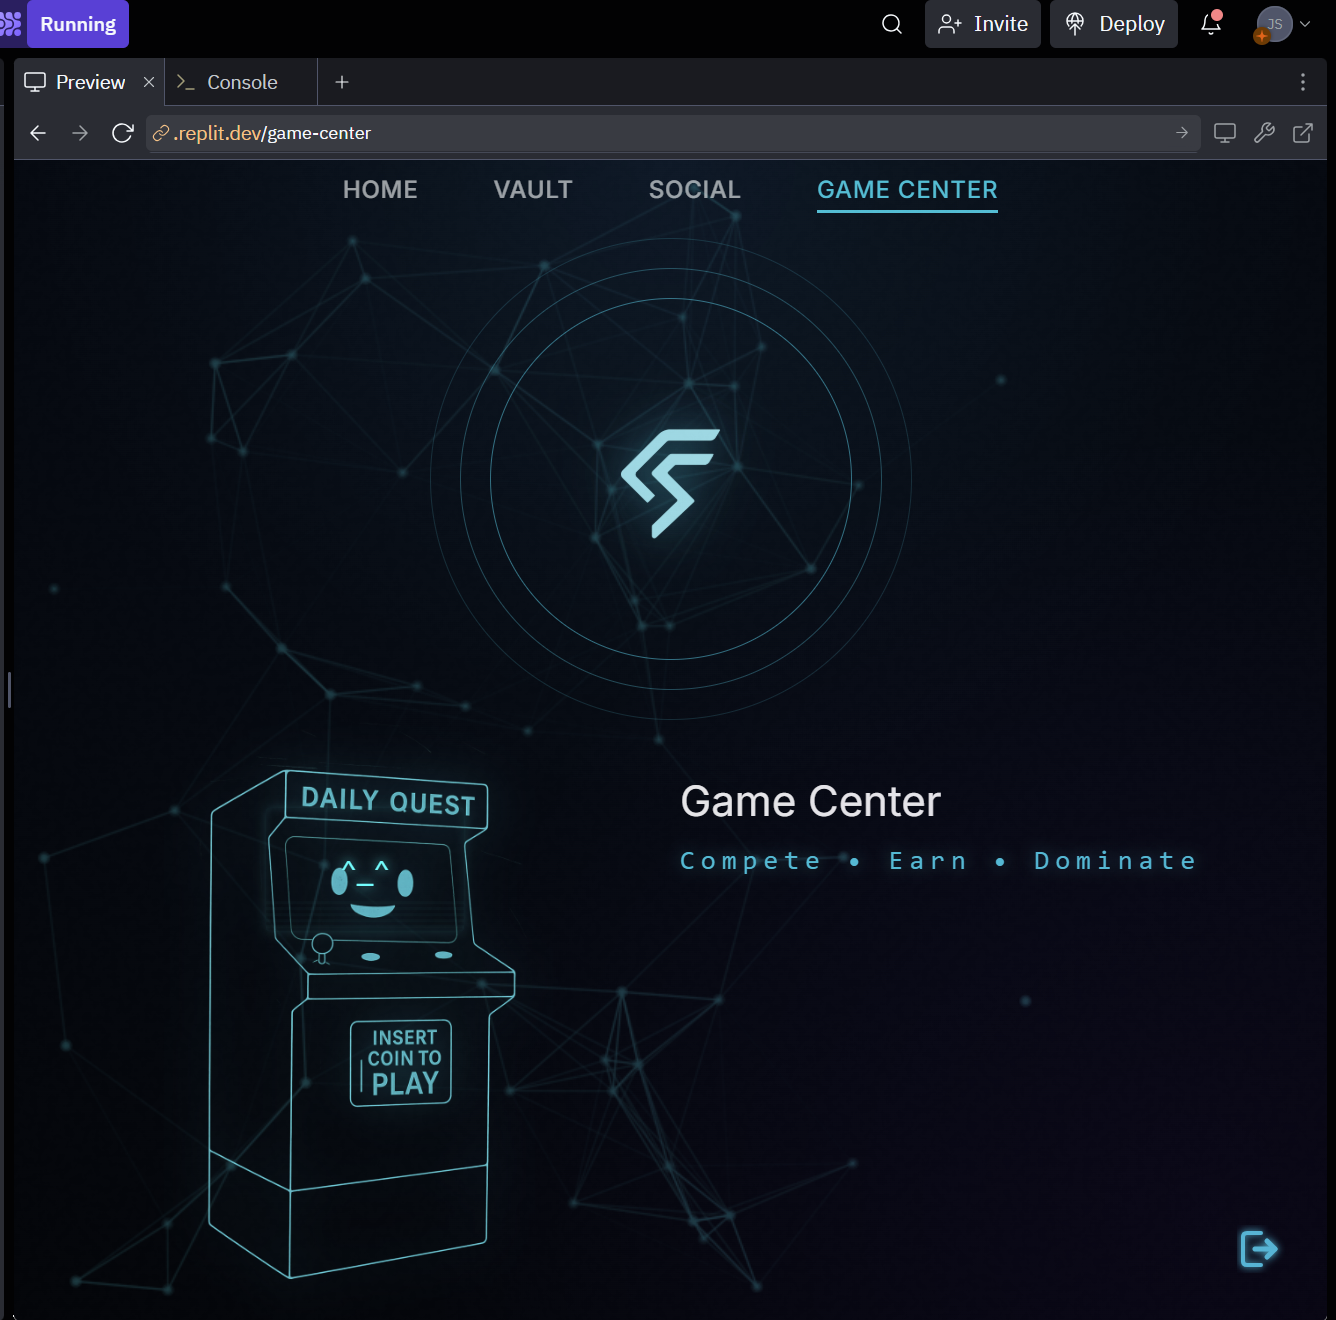 Running
Invite
Deploy
JS
Preview
Console
.replit.dev/game-center
HOME
VAULT
SOCIAL
GAME CENTER
DAILY QUEST
^_^
INSERT
COIN TO
PLAY
Game Center
Compete • Earn • Dominate